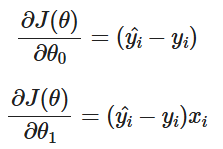 ∂J(θ)/∂θ₀ = (ŷᵢ − yᵢ)
∂J(θ)/∂θ₁ = (ŷᵢ − yᵢ)xᵢ